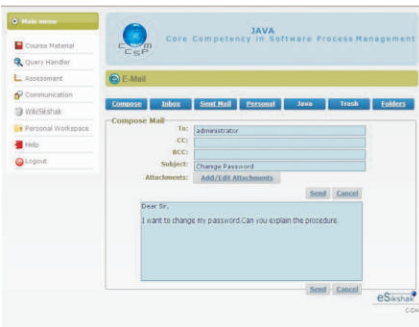 Main menu
Course Material
Query Handler
Assessment
Communication
WikiSikshak
Personal Workspace
Help
Logout
COM
CSP
JAVA
Core Competency in Software Process Management
E-Mail
Compose Inbox Sent Mail Personal Java Trash Folders
Compose Mail
To: administrator
CC:
BCC:
Subject: Change Password
Attachments: Add/Edit Attachments
Send Cancel
Dear Sir,
I want to change my password.Can you explain the procedure.
Send Cancel
eSikshak